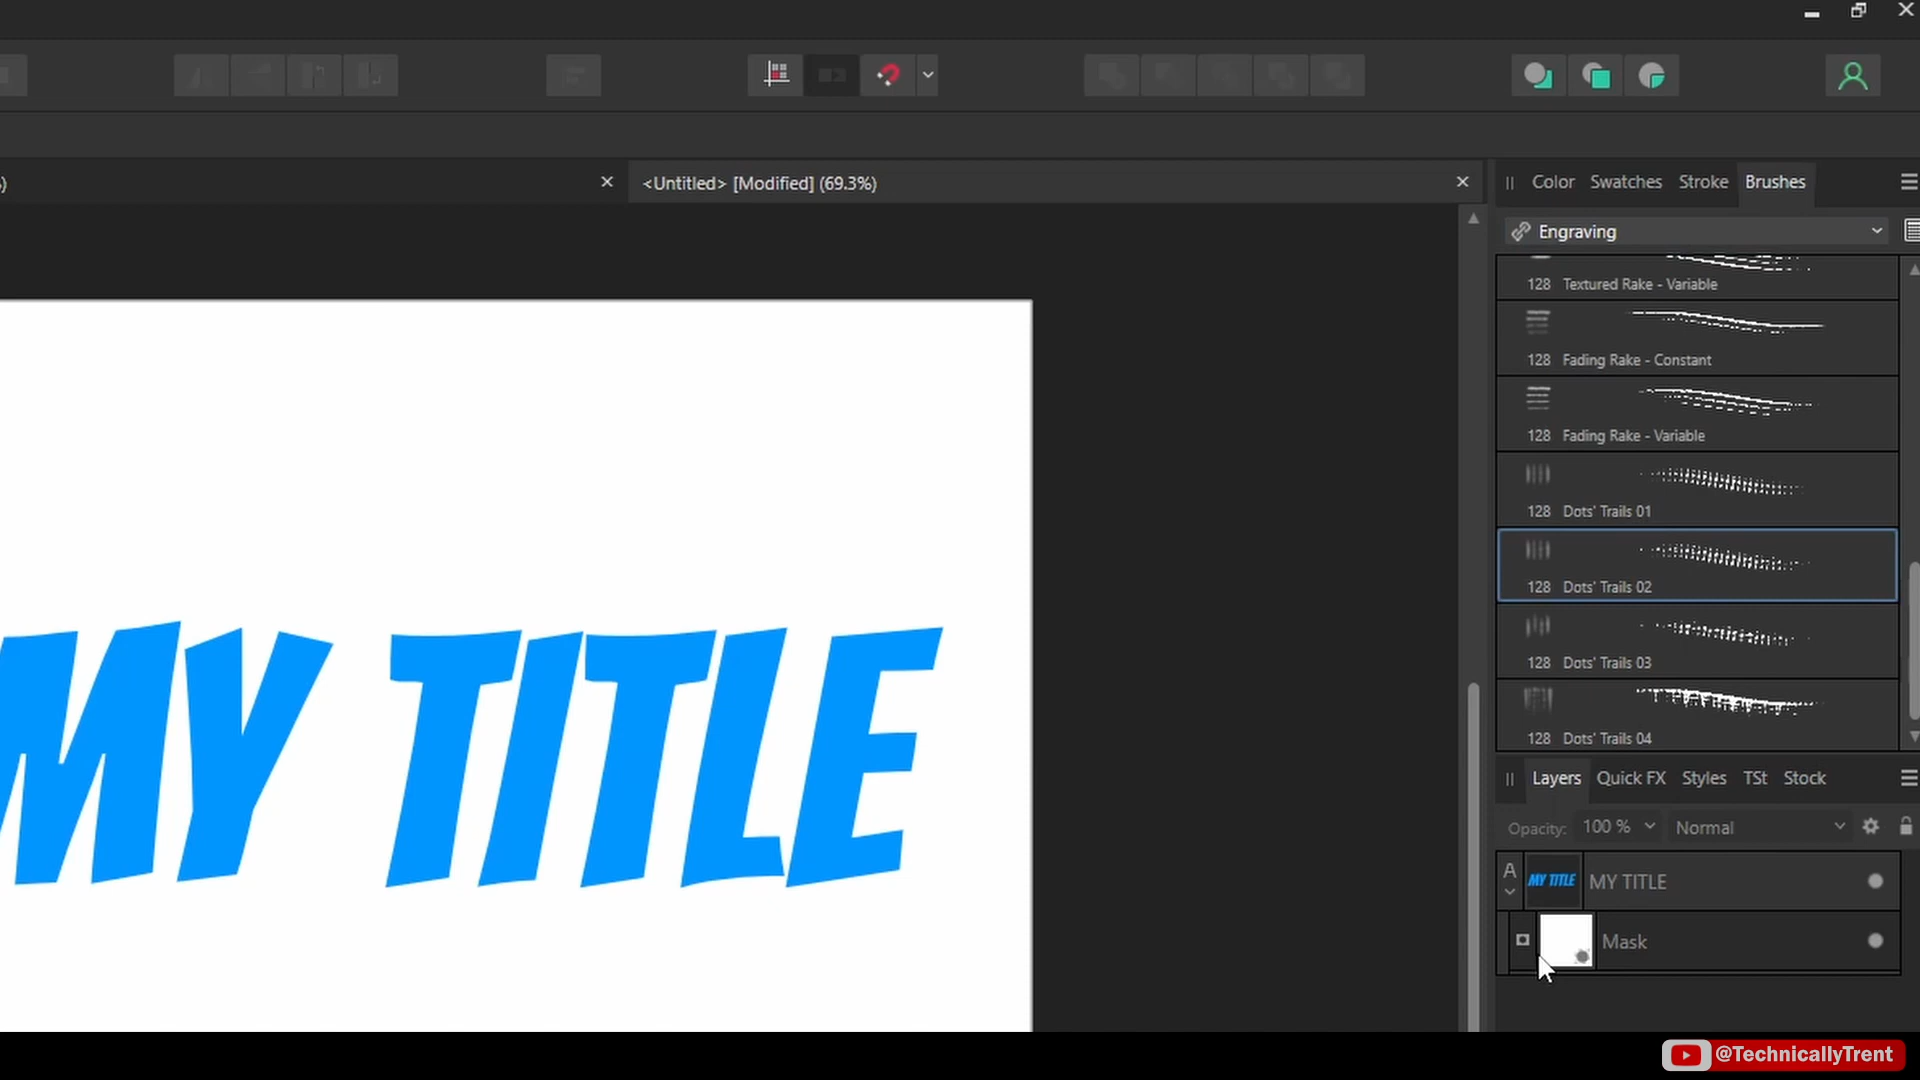 <Untitled> [Modified] (69.3%)
Color Swatches Stroke Brushes
Engraving
128 Textured Rake - Variable
128 Fading Rake - Constant
128 Fading Rake - Variable
128 Dots' Trails 01
128 Dots' Trails 02
128 Dots' Trails 03
128 Dots' Trails 04
MY TITLE
Layers Quick FX Styles TSt Stock
Opacity: 100 % Normal
A MY TITLE MY TITLE
Mask
@TechnicallyTrent